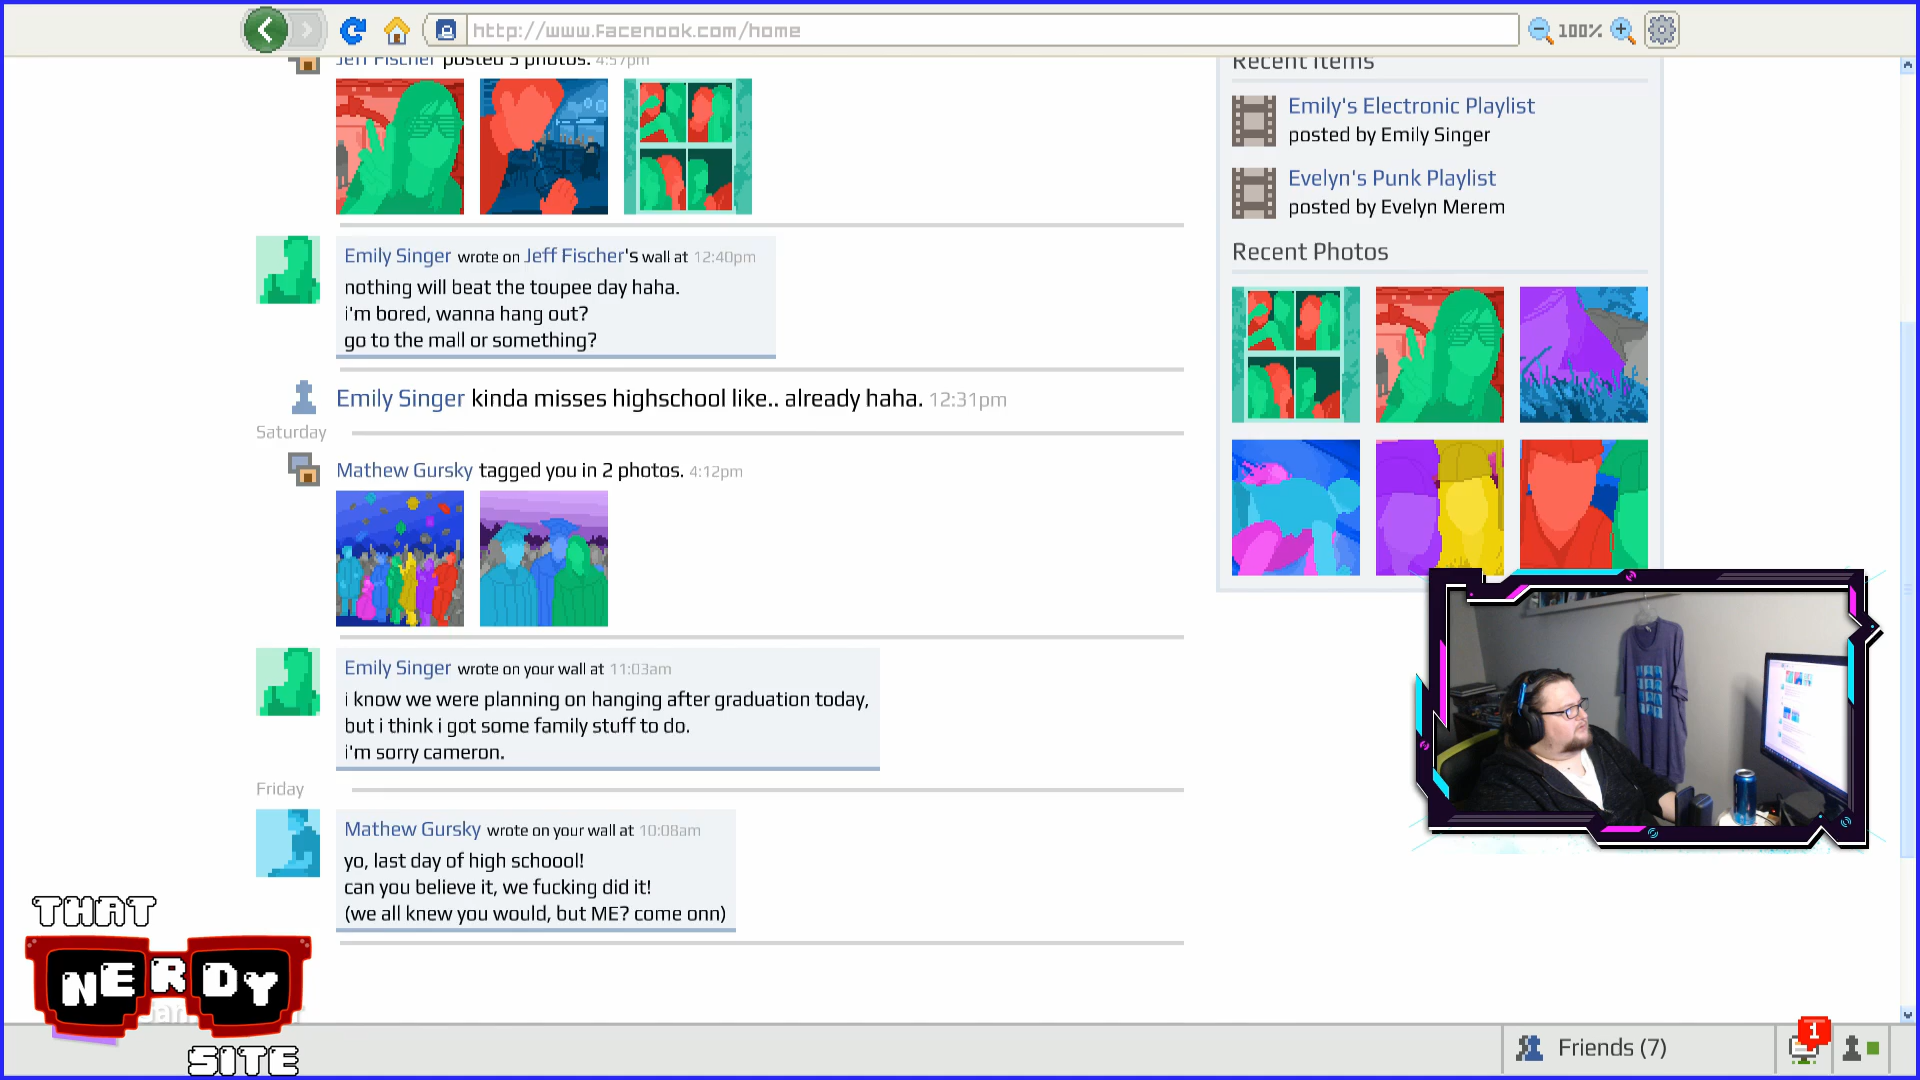 http://www.facenook.com/home
100%
Jeff Fischer posted 3 photos. 4:57pm
Emily Singer wrote on Jeff Fischer's wall at 12:40pm
nothing will beat the toupee day haha.
i'm bored, wanna hang out?
go to the mall or something?
Emily Singer kinda misses highschool like.. already haha. 12:31pm
Saturday
Mathew Gursky tagged you in 2 photos. 4:12pm
Emily Singer wrote on your wall at 11:03am
i know we were planning on hanging after graduation today,
but i think i got some family stuff to do.
i'm sorry cameron.
Friday
Mathew Gursky wrote on your wall at 10:08am
yo, last day of high schoool!
can you believe it, we fucking did it!
(we all knew you would, but ME? come onn)
Recent Items
Emily's Electronic Playlist
posted by Emily Singer
Evelyn's Punk Playlist
posted by Evelyn Merem
Recent Photos
THAT
NERDY
SITE
Friends (7)
1